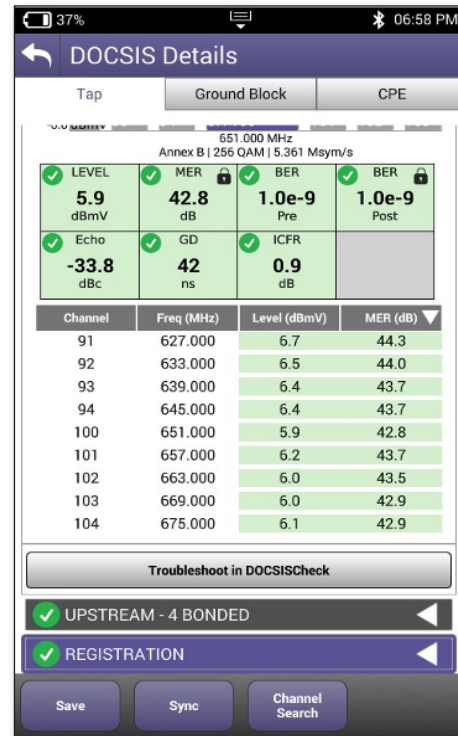 37% 06:58 PM
DOCSIS Details
Tap Ground Block CPE
651.000 MHz
Annex B | 256 QAM | 5.361 Msym/s
LEVEL MER BER BER
5.9 42.8 1.0e-9 1.0e-9
dBmV dB Pre Post
Echo GD ICFR
-33.8 42 0.9
dBc ns dB
Channel Freq (MHz) Level (dBmV) MER (dB)
91 627.000 6.7 44.3
92 633.000 6.5 44.0
93 639.000 6.4 43.7
94 645.000 6.4 43.7
100 651.000 5.9 42.8
101 657.000 6.2 43.7
102 663.000 6.0 43.5
103 669.000 6.0 42.9
104 675.000 6.1 42.9
Troubleshoot in DOCSISCheck
UPSTREAM - 4 BONDED
REGISTRATION
Save Sync Channel
Search